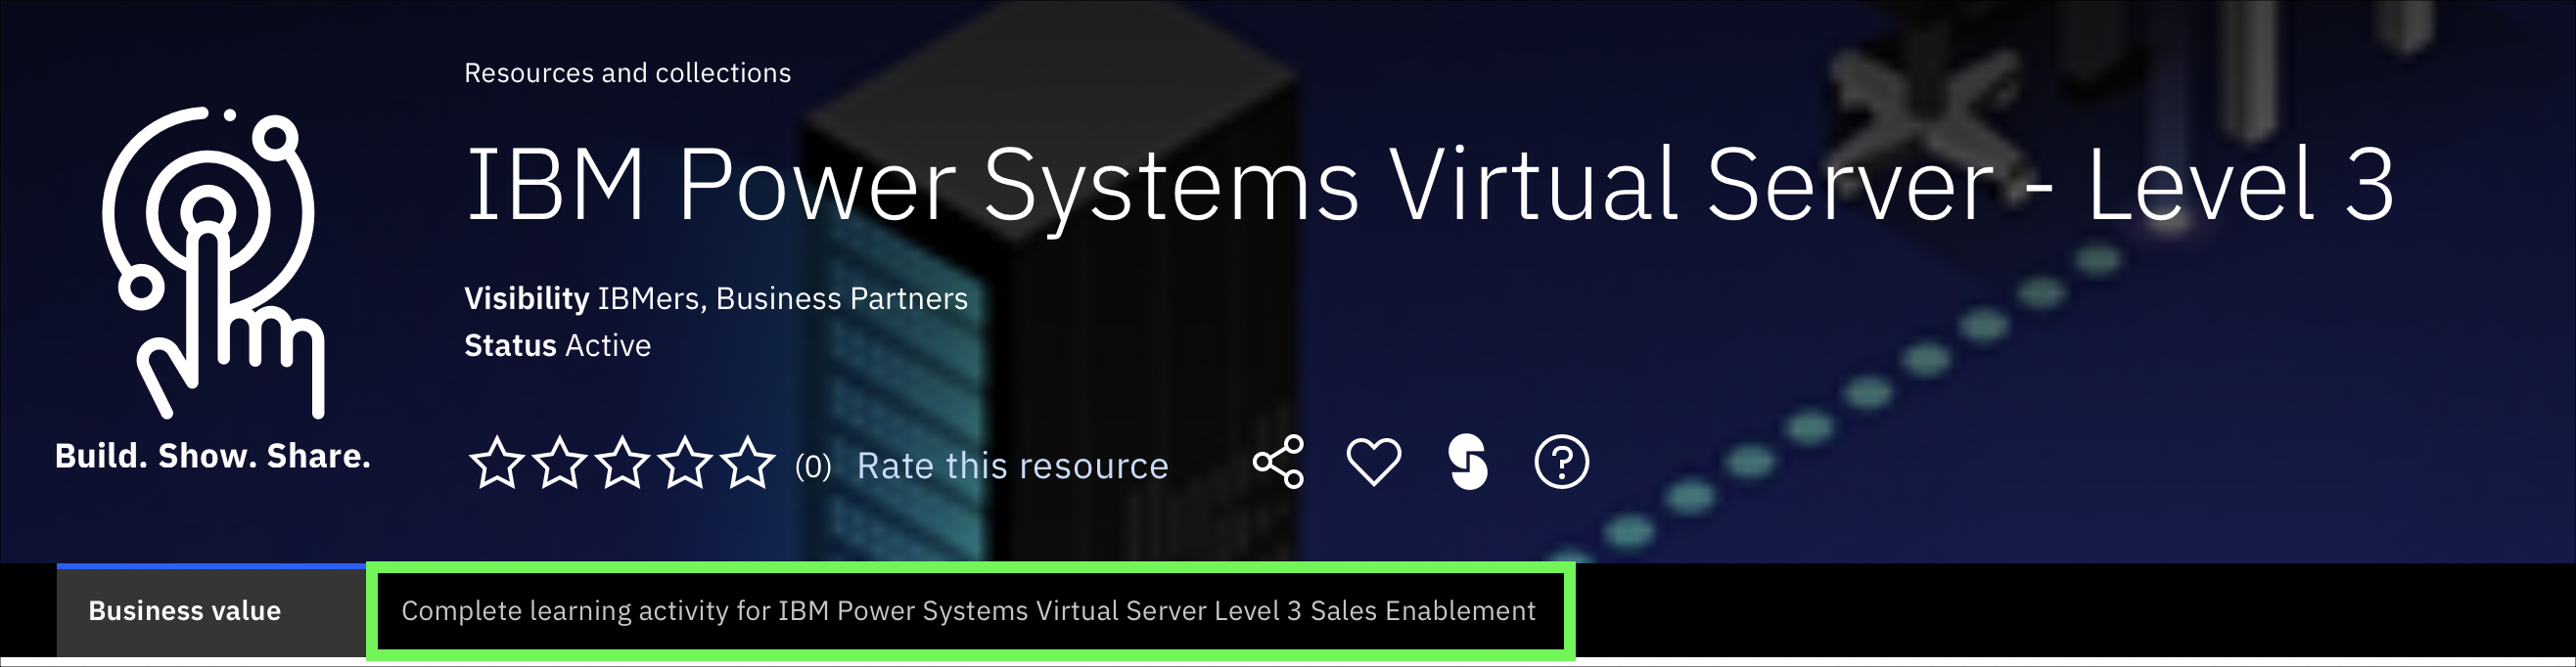 Resources and collections
IBM Power Systems Virtual Server - Level 3
Visibility IBMers, Business Partners
Status Active
Build. Show. Share.
(0) Rate this resource
Business value
Complete learning activity for IBM Power Systems Virtual Server Level 3 Sales Enablement